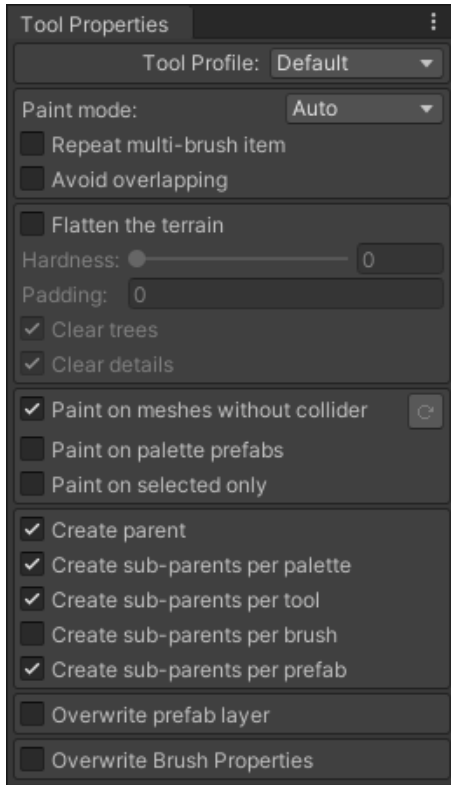 Tool Properties
Tool Profile: Default
Paint mode: Auto
Repeat multi-brush item
Avoid overlapping
Flatten the terrain
Hardness: 0
Padding: 0
Clear trees
Clear details
Paint on meshes without collider
Paint on palette prefabs
Paint on selected only
Create parent
Create sub-parents per palette
Create sub-parents per tool
Create sub-parents per brush
Create sub-parents per prefab
Overwrite prefab layer
Overwrite Brush Properties